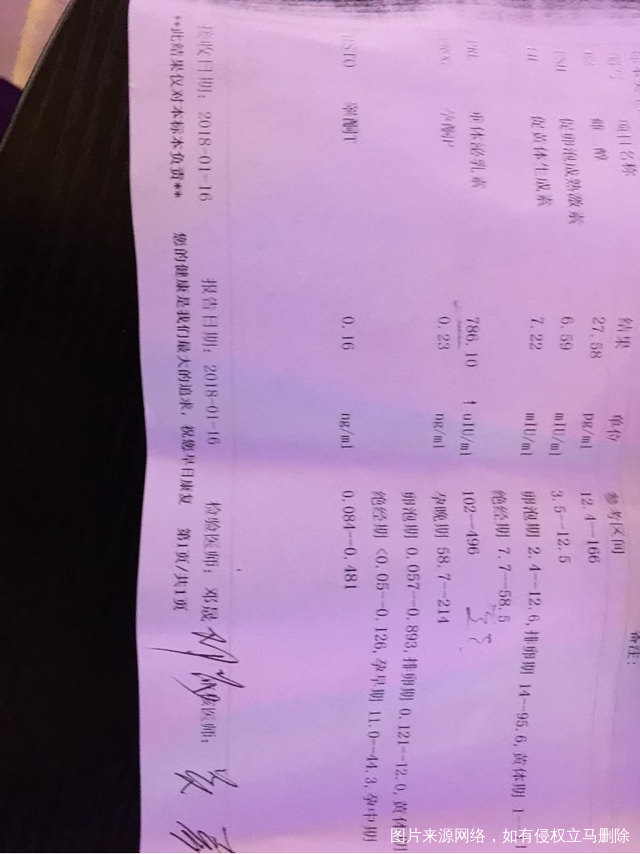 项目名称 结果 单位 参考区间 备注:
雌二醇 27.58 pg/ml 12.4--166
FSH 促卵泡成熟激素 6.59 mIU/ml 3.5--12.5
LH 促黄体生成素 7.22 mIU/ml 卵泡期 2.4--12.6,排卵期 14--95.6,黄体期
绝经期 7.7--58.5
PRL 垂体泌乳素 786.10 ↑ uIU/ml 102--496
孕酮P 0.23 ng/ml 孕晚期 58.7--214
卵泡期 0.057--0.893,排卵期 0.121--12.0,黄体
绝经期 <0.05--0.126,孕早期 11.0--44.3,孕中期
TSTO 睾酮T 0.16 ng/ml 0.084--0.481
接收日期: 2018-01-16 报告日期: 2018-01-16 检验医师: 邓晟 医师:
**此结果仅对本标本负责** 您的健康是我们最大的追求,祝您早日康复 第1页/共1页
图片来源网络,如有侵权立马删除